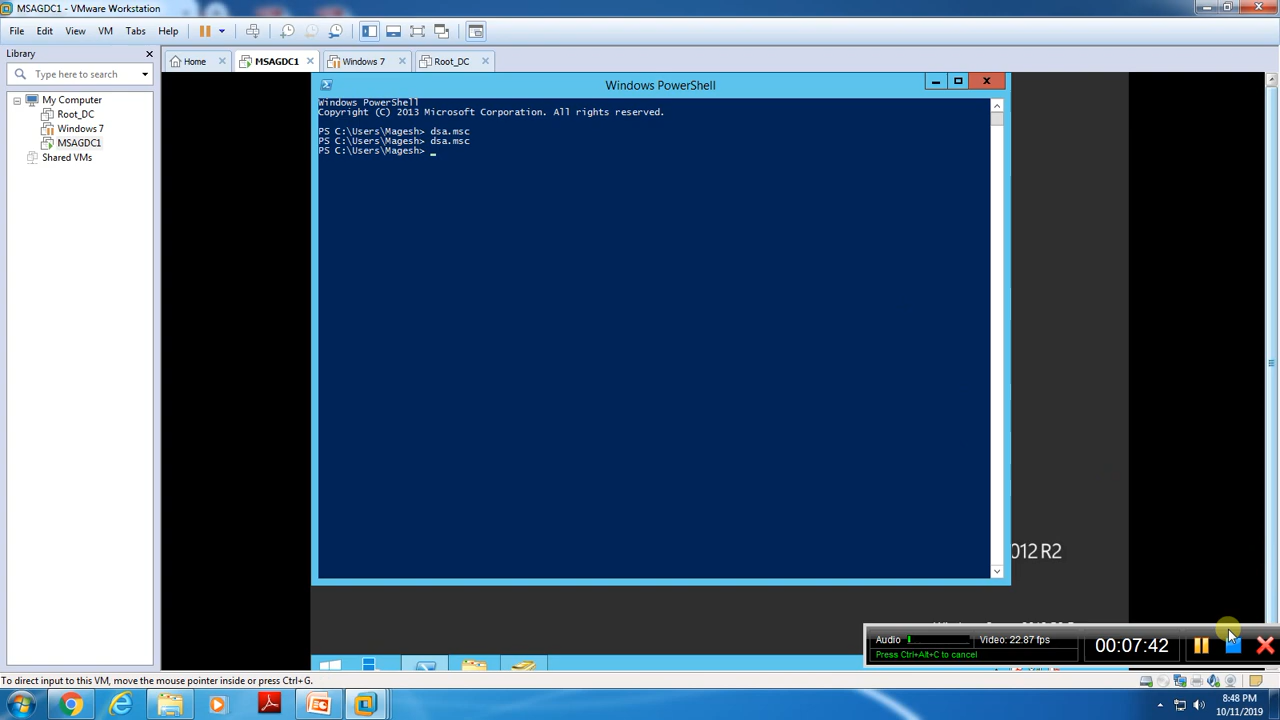 MSAGDC1 - VMware Workstation
File Edit View VM Tabs Help
Library
Type here to search
My Computer
Root_DC
Windows 7
MSAGDC1
Shared VMs
Home MSAGDC1 Windows 7 Root_DC
Windows PowerShell
Windows PowerShell
Copyright (C) 2013 Microsoft Corporation. All rights reserved.
PS C:\Users\Magesh> dsa.msc
PS C:\Users\Magesh> dsa.msc
PS C:\Users\Magesh> _
012 R2
Audio Video: 22.87 fps
Press Ctrl+Alt+C to cancel
00:07:42
To direct input to this VM, move the mouse pointer inside or press Ctrl+G.
8:48 PM
10/11/2019